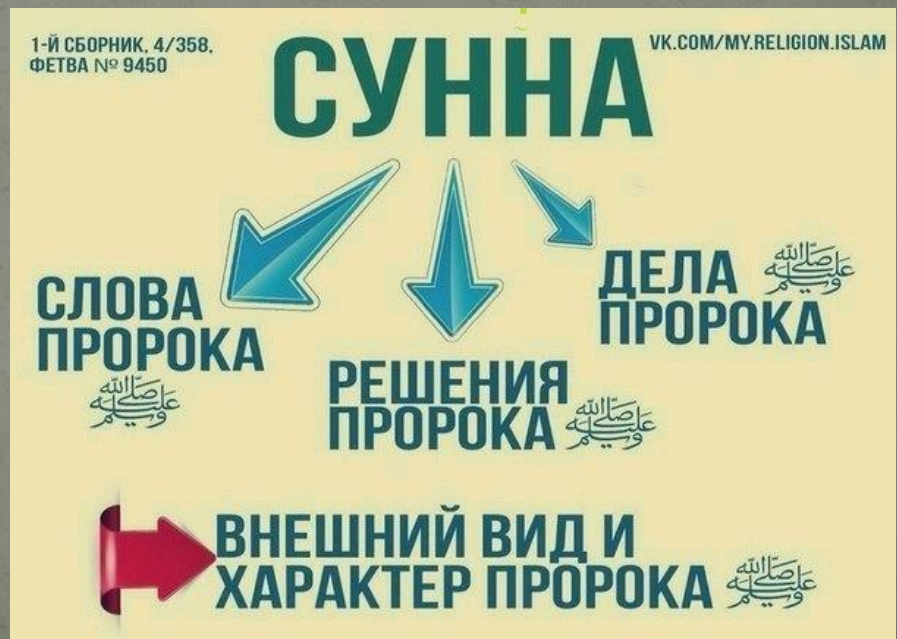 1-Й СБОРНИК, 4/358,
ФЕТВА № 9450
VK.COM/MY.RELIGION.ISLAM
СУННА
СЛОВА
ПРОРОКА
صلى الله
عليه
وسلم
РЕШЕНИЯ
ПРОРОКА صلى الله عليه وسلم
ДЕЛА صلى الله عليه وسلم
ПРОРОКА
ВНЕШНИЙ ВИД И
ХАРАКТЕР ПРОРОКА صلى الله عليه وسلم